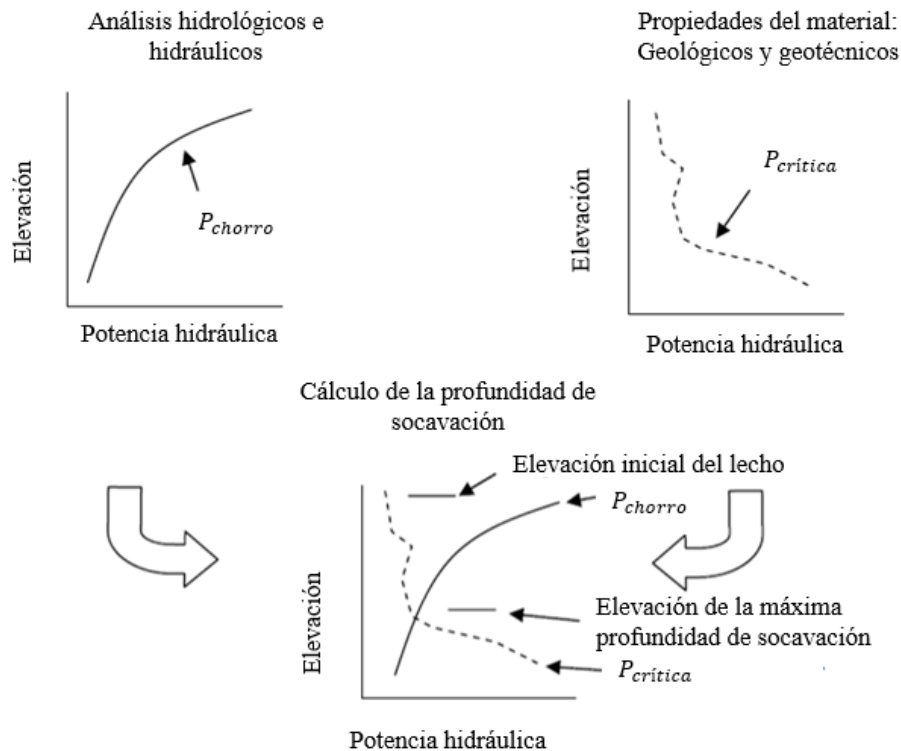 Análisis hidrológicos e
hidráulicos
Elevación
P_chorro
Potencia hidráulica
Propiedades del material:
Geológicos y geotécnicos
Elevación
P_crítica
Potencia hidráulica
Cálculo de la profundidad de
socavación
Elevación inicial del lecho
P_chorro
Elevación
Elevación de la máxima
profundidad de socavación
P_crítica
Potencia hidráulica